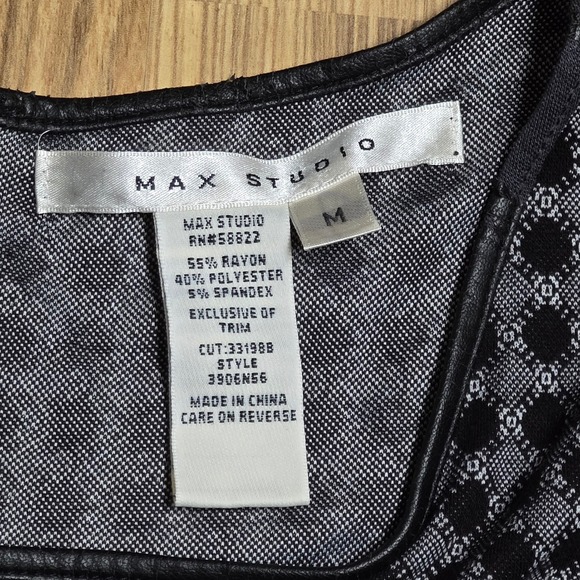 MAX STUDIO
M
MAX STUDIO
RN#58822
55% RAYON
40% POLYESTER
5% SPANDEX
EXCLUSIVE OF
TRIM
CUT:33198B
STYLE
3906N56
MADE IN CHINA
CARE ON REVERSE